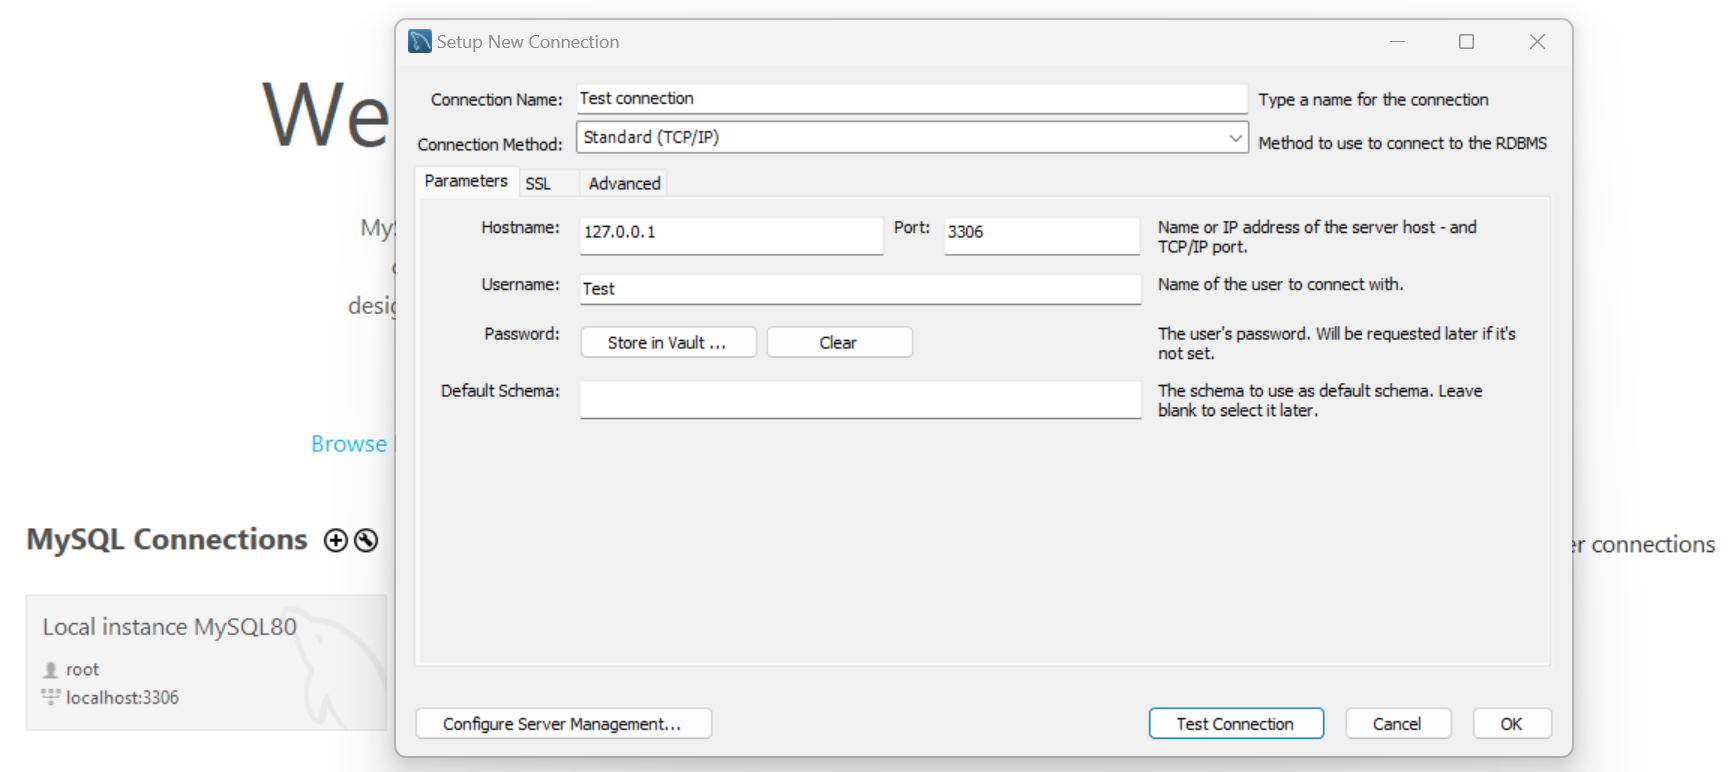 Setup New Connection
Connection Name: Test connection Type a name for the connection
Connection Method: Standard (TCP/IP) Method to use to connect to the RDBMS
Parameters SSL Advanced
Hostname: 127.0.0.1 Port: 3306 Name or IP address of the server host - and
TCP/IP port.
Username: Test Name of the user to connect with.
Password: Store in Vault ... Clear The user's password. Will be requested later if it's
not set.
Default Schema: The schema to use as default schema. Leave
blank to select it later.
Configure Server Management... Test Connection Cancel OK
We
My
desig
Browse
MySQL Connections
connections
Local instance MySQL80
root
localhost:3306